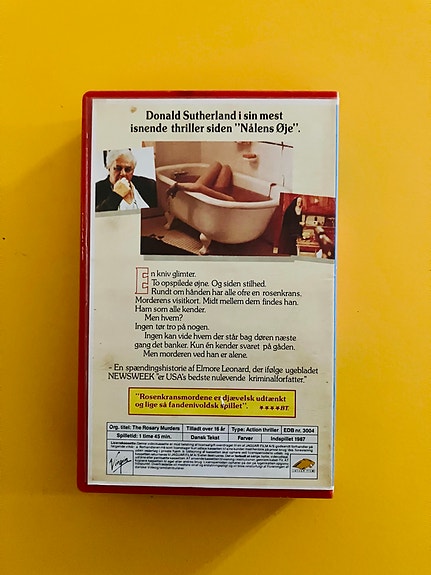 Donald Sutherland i sin mest
isnende thriller siden "Nålens Øje".
En kniv glimter.
To opspilede øjne. Og siden stilhed.
Rundt om hånden har alle ofre en rosenkrans.
Morderens visitkort. Midt mellem dem findes han.
Ham som alle kender.
Men hvem?
Ingen tør tro på nogen.
Ingen kan vide hvem der står bag døren næste
gang det banker. Kun én kender svaret på gåden.
Men morderen ved han er alene.
– En spændingshistorie af Elmore Leonard, der ifølge ugebladet
NEWSWEEK "er USA's bedste nulevende kriminalforfatter."
"Rosenkransmordene er djævelsk udtænkt
og lige så fandenivoldsk spillet". ★★★★BT.
Org. titel: The Rosary Murders Tilladt over 16 år Type: Action thriller EDB nr. 3004
Spilletid: 1 time 45 min. Dansk Tekst Farver Indspillet 1987
Virgin